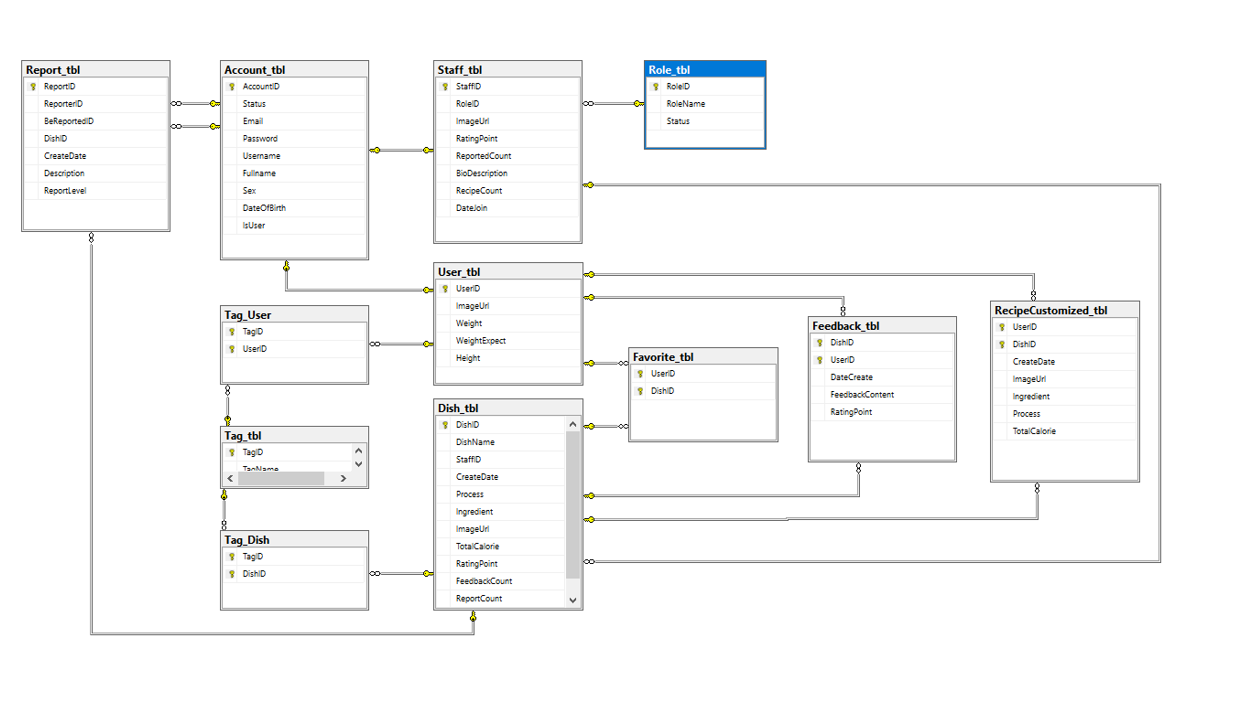 Report_tbl
ReportID
ReporterID
BeReportedID
DishID
CreateDate
Description
ReportLevel
Account_tbl
AccountID
Status
Email
Password
Username
Fullname
Sex
DateOfBirth
IsUser
Staff_tbl
StaffID
RoleID
ImageUrl
RatingPoint
ReportedCount
BioDescription
RecipeCount
DateJoin
Role_tbl
RoleID
RoleName
Status
User_tbl
UserID
ImageUrl
Weight
WeightExpect
Height
Tag_User
TagID
UserID
Favorite_tbl
UserID
DishID
Feedback_tbl
DishID
UserID
DateCreate
FeedbackContent
RatingPoint
RecipeCustomized_tbl
UserID
DishID
CreateDate
ImageUrl
Ingredient
Process
TotalCalorie
Tag_tbl
TagID
TagName
Dish_tbl
DishID
DishName
StaffID
CreateDate
Process
Ingredient
ImageUrl
TotalCalorie
RatingPoint
FeedbackCount
ReportCount
Tag_Dish
TagID
DishID